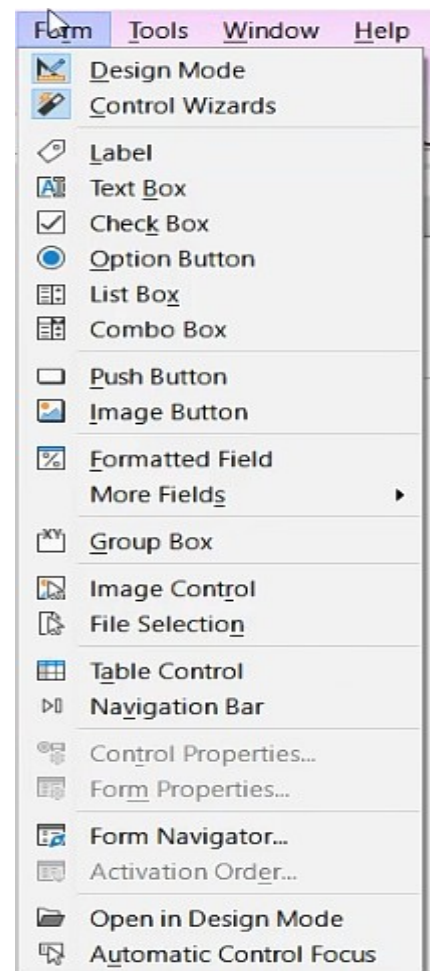 Form Tools Window Help
Design Mode
Control Wizards
Label
Text Box
Check Box
Option Button
List Box
Combo Box
Push Button
Image Button
Formatted Field
More Fields
Group Box
Image Control
File Selection
Table Control
Navigation Bar
Control Properties...
Form Properties...
Form Navigator...
Activation Order...
Open in Design Mode
Automatic Control Focus